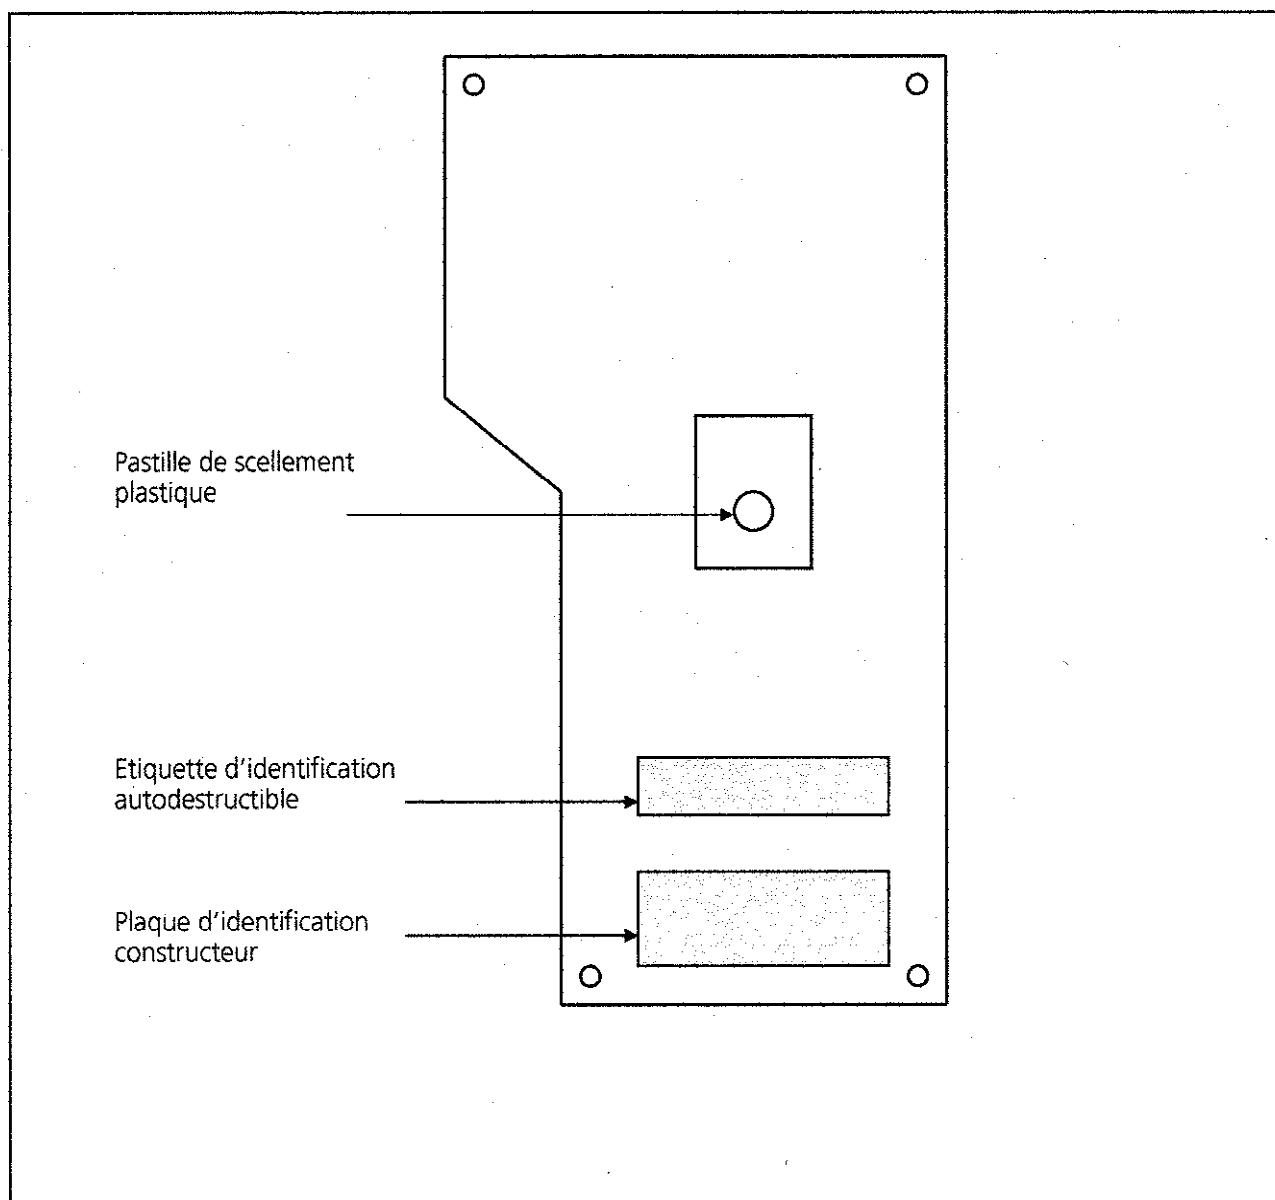 Pastille de scellement
plastique
Etiquette d'identification
autodestructible
Plaque d'identification
constructeur